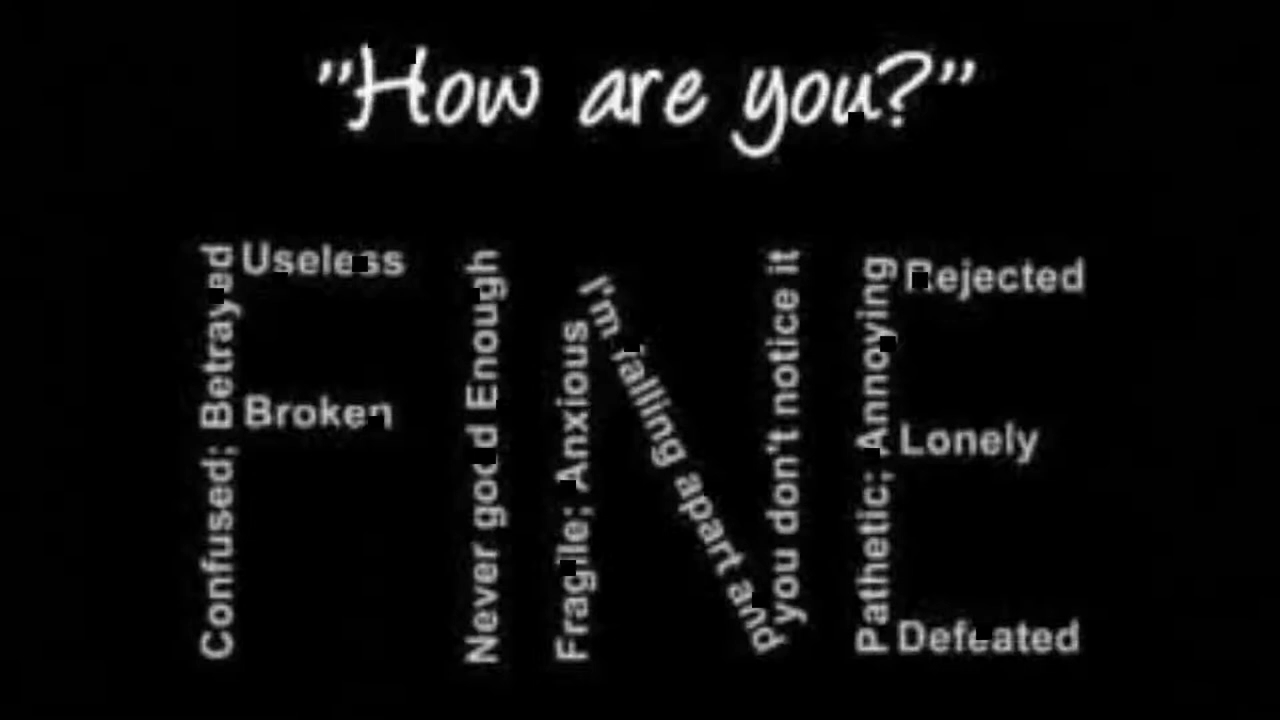 "How are you?"
Confused; Betrayed
Useless
Broken
Never good Enough
Fragile; Anxious
I'm falling apart and
you don't notice it
Pathetic; Annoying
Rejected
Lonely
Defeated